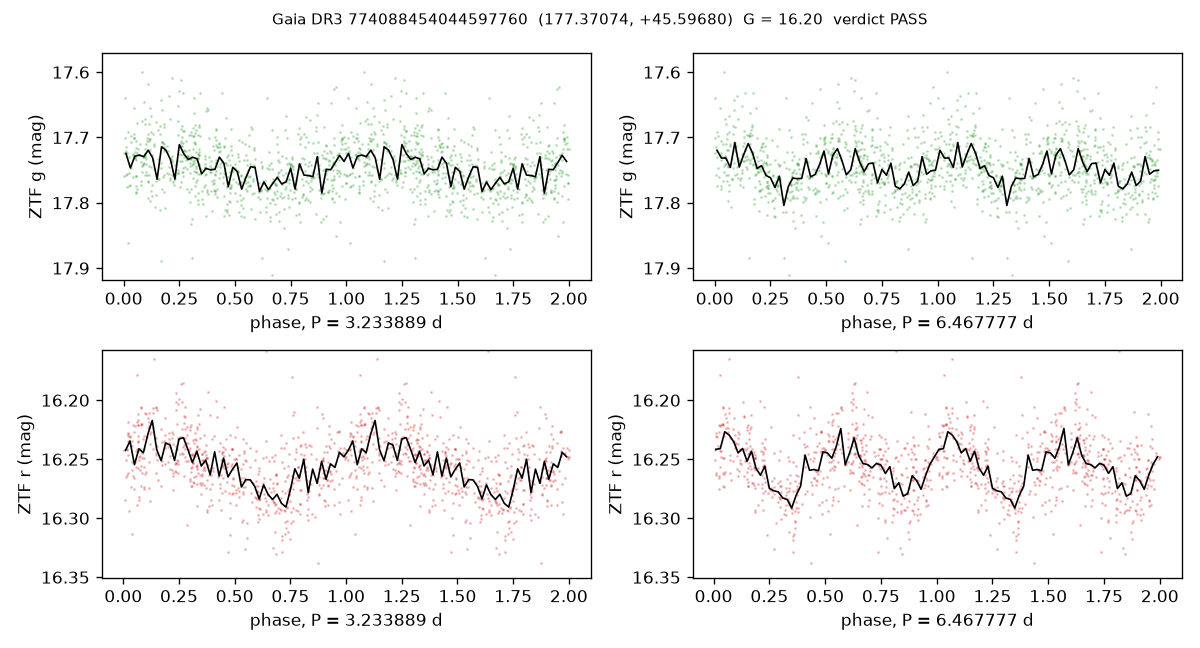 Gaia DR3 774088454044597760 (177.37074, +45.59680) G = 16.20 verdict PASS
ZTF g (mag)
17.6
17.7
17.8
17.9
0.00 0.25 0.50 0.75 1.00 1.25 1.50 1.75 2.00
phase, P = 3.233889 d
ZTF g (mag)
17.6
17.7
17.8
17.9
0.00 0.25 0.50 0.75 1.00 1.25 1.50 1.75 2.00
phase, P = 6.467777 d
ZTF r (mag)
16.20
16.25
16.30
16.35
0.00 0.25 0.50 0.75 1.00 1.25 1.50 1.75 2.00
phase, P = 3.233889 d
ZTF r (mag)
16.20
16.25
16.30
16.35
0.00 0.25 0.50 0.75 1.00 1.25 1.50 1.75 2.00
phase, P = 6.467777 d